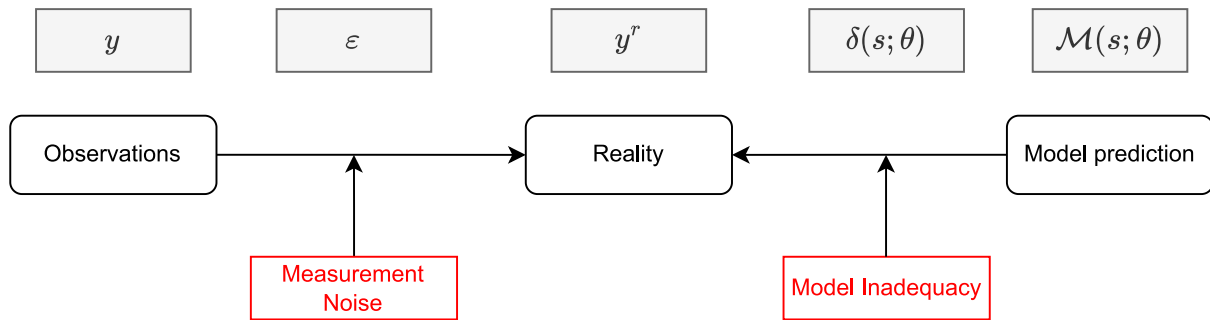 y
ε
y^r
δ(s; θ)
ℳ(s; θ)
Observations
Reality
Model prediction
Measurement
Noise
Model Inadequacy